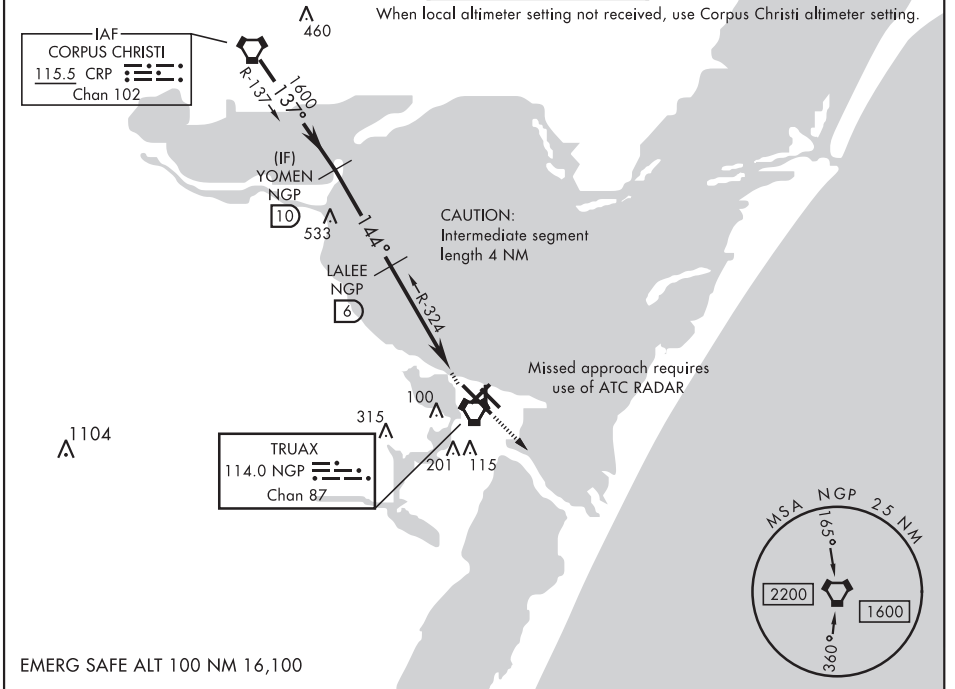 When local altimeter setting not received, use Corpus Christi altimeter setting.
460
IAF
CORPUS CHRISTI
115.5 CRP
Chan 102
R-137
1600
137°
(IF)
YOMEN
NGP
10
533
144°
CAUTION:
Intermediate segment
length 4 NM
LALEE
NGP
6
R-324
Missed approach requires
use of ATC RADAR
100
315
1104
201
115
TRUAX
114.0 NGP
Chan 87
MSA NGP 25 NM
165°
2200
1600
360°
EMERG SAFE ALT 100 NM 16,100